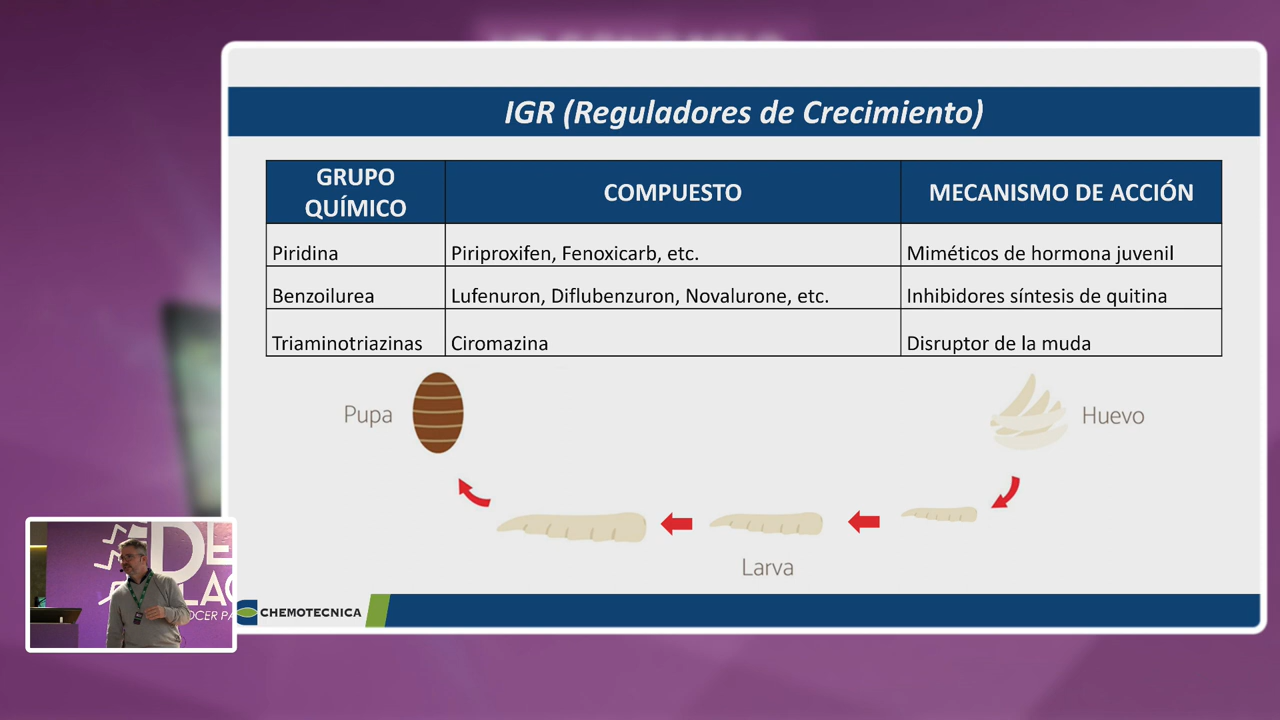 IGR (Reguladores de Crecimiento)
GRUPO QUÍMICO
COMPUESTO
MECANISMO DE ACCIÓN
Piridina
Piriproxifen, Fenoxicarb, etc.
Miméticos de hormona juvenil
Benzoilurea
Lufenuron, Diflubenzuron, Novalurone, etc.
Inhibidores síntesis de quitina
Triaminotriazinas
Ciromazina
Disruptor de la muda
Pupa
Huevo
Larva
CHEMOTECNICA